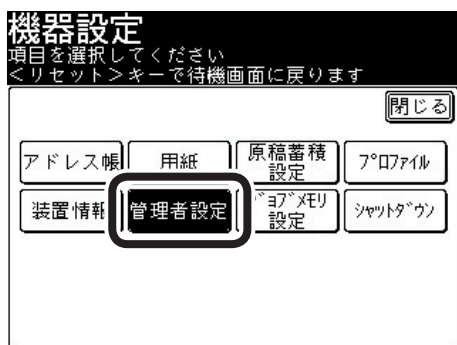 機器設定
項目を選択してください
<リセット>キーで待機画面に戻ります
閉じる
アドレス帳
用紙
原稿蓄積
設定
プロファイル
装置情報
管理者設定
ジョブメモリ
設定
シャットダウン